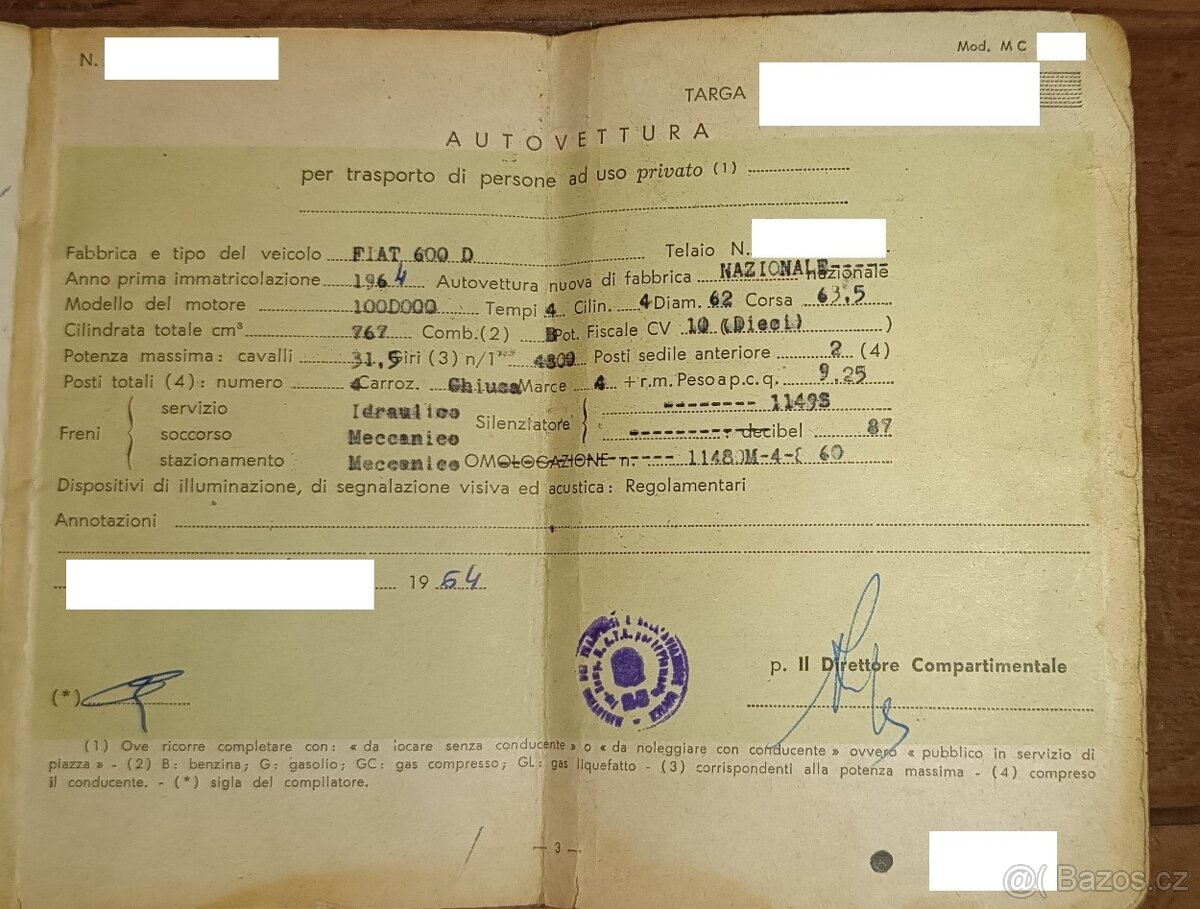 N.
Mod. M C
TARGA
AUTOVETTURA
per trasporto di persone ad uso privato (1)
Fabbrica e tipo del veicolo FIAT 600 D Telaio N.
Anno prima immatricolazione 1964 Autovettura nuova di fabbrica NAZIONALE nazionale
Modello del motore 100D000 Tempi 4 Cilin. 4 Diam. 62 Corsa 63,5
Cilindrata totale cm³ 767 Comb.(2) B Pot. Fiscale CV 10 (Dieci) )
Potenza massima: cavalli 31,5 Giri (3) n/1' 4800 Posti sedile anteriore 2 (4)
Posti totali (4): numero 4 Carroz. Chiusa Marce 4 +r.m. Peso a p.c. q. 9.25
Freni
servizio Idraulico
soccorso Meccanico
stazionamento Meccanico
Silenziatore 11498
decibel 87
OMOLOGAZIONE n. 11480M-4- 60
Dispositivi di illuminazione, di segnalazione visiva ed acustica: Regolamentari
Annotazioni
19 64
(*)
p. Il Direttore Compartimentale
(1) Ove ricorre completare con: « da locare senza conducente » o « da noleggiare con conducente » ovvero « pubblico in servizio di
piazza » - (2) B: benzina; G: gasolio; GC: gas compresso; GL: gas liquefatto - (3) corrispondenti alla potenza massima - (4) compreso
il conducente. - (*) sigla del compilatore.
— 3 —
@( Bazos.cz